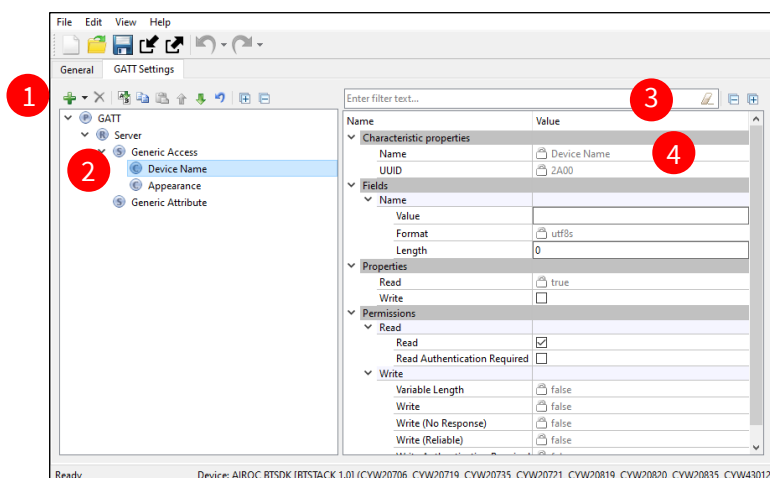 File Edit View Help
General GATT Settings
1
Enter filter text...
3
P GATT
Name Value
R Server
Characteristic properties
S Generic Access
Name Device Name
4
2
C Device Name
UUID 2A00
C Appearance
Fields
S Generic Attribute
Name
Value
Format utf8s
Length 0
Properties
Read true
Write
Permissions
Read
Read
Read Authentication Required
Write
Variable Length false
Write false
Write (No Response) false
Write (Reliable) false
Ready Device: AIROC BTSDK [BTSTACK 1.0] (CYW20706, CYW20719, CYW20735, CYW20721, CYW20819, CYW20820, CYW20835, CYW43012